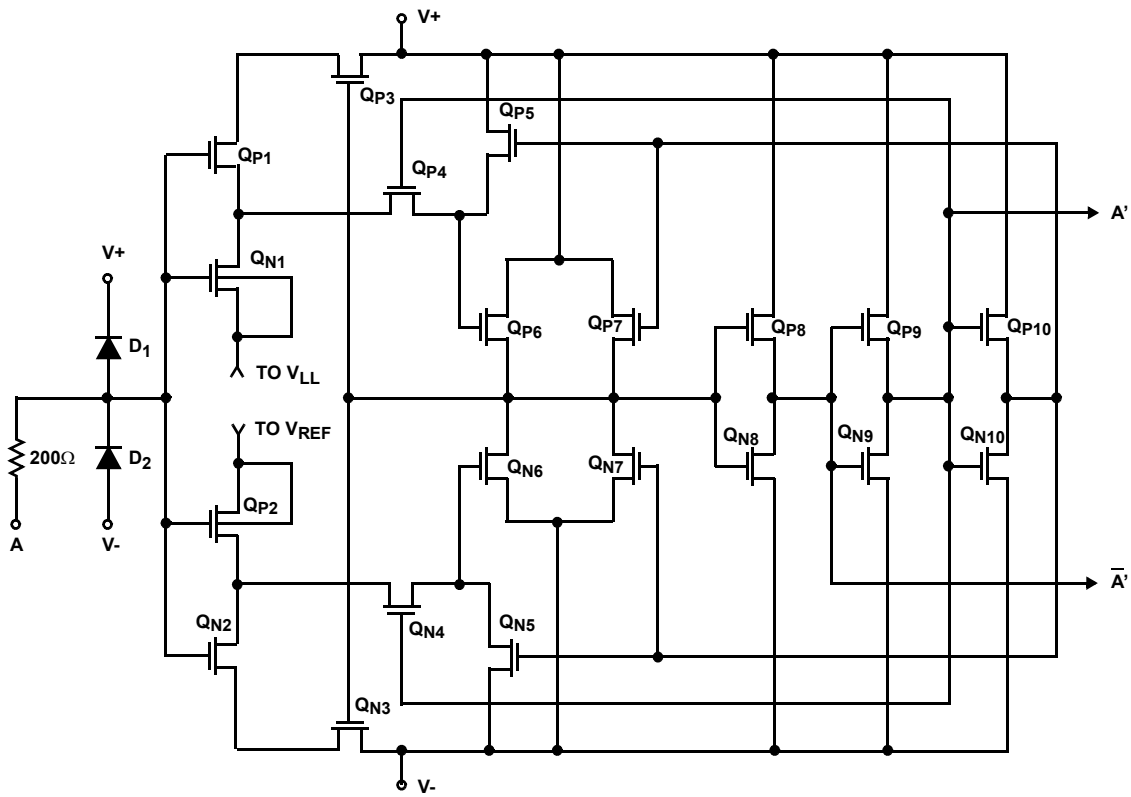 V+
QP3
QP5
QP1
QP4
A'
V+
QN1
QP6
QP7
QP8
QP9
QP10
D1
TO VLL
TO VREF
200Ω
D2
QN6
QN7
QN8
QN9
QN10
QP2
A
V-
A̅'
QN2
QN4
QN5
QN3
V-